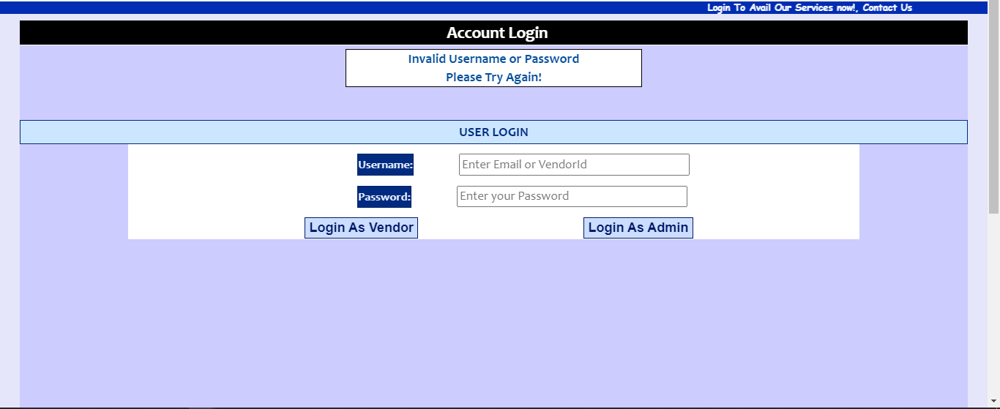 Login To Avail Our Services now!, Contact Us
Account Login
Invalid Username or Password
Please Try Again!
USER LOGIN
Username: Enter Email or VendorId
Password: Enter your Password
Login As Vendor Login As Admin